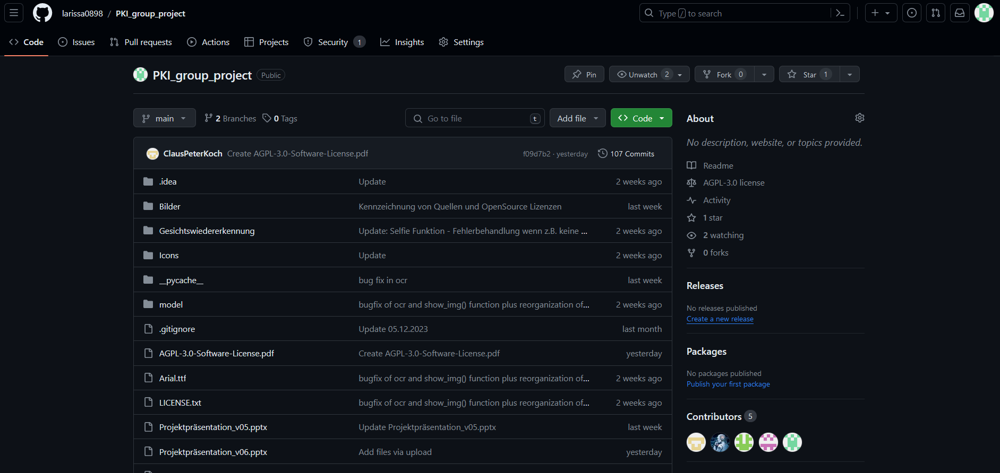 larissa0898 / PKI_group_project
Type / to search
Code Issues Pull requests Actions Projects Security 1 Insights Settings
PKI_group_project Public
Pin Unwatch 2 Fork 0 Star 1
main 2 Branches 0 Tags Go to file t Add file Code
ClausPeterKoch Create AGPL-3.0-Software-License.pdf f09d7b2 · yesterday 107 Commits
.idea Update 2 weeks ago
Bilder Kennzeichnung von Quellen und OpenSource Lizenzen last week
Gesichtswiedererkennung Update: Selfie Funktion - Fehlerbehandlung wenn z.B. keine ... 2 weeks ago
Icons Update 2 weeks ago
__pycache__ bug fix in ocr last week
model bugfix of ocr and show_img() function plus reorganization of... 2 weeks ago
.gitignore Update 05.12.2023 last month
AGPL-3.0-Software-License.pdf Create AGPL-3.0-Software-License.pdf yesterday
Arial.ttf bugfix of ocr and show_img() function plus reorganization of... 2 weeks ago
LICENSE.txt bugfix of ocr and show_img() function plus reorganization of... 2 weeks ago
Projektpräsentation_v05.pptx Update Projektpräsentation_v05.pptx last week
Projektpräsentation_v06.pptx Add files via upload yesterday
About
No description, website, or topics provided.
Readme
AGPL-3.0 license
Activity
1 star
2 watching
0 forks
Releases
No releases published
Create a new release
Packages
No packages published
Publish your first package
Contributors 5